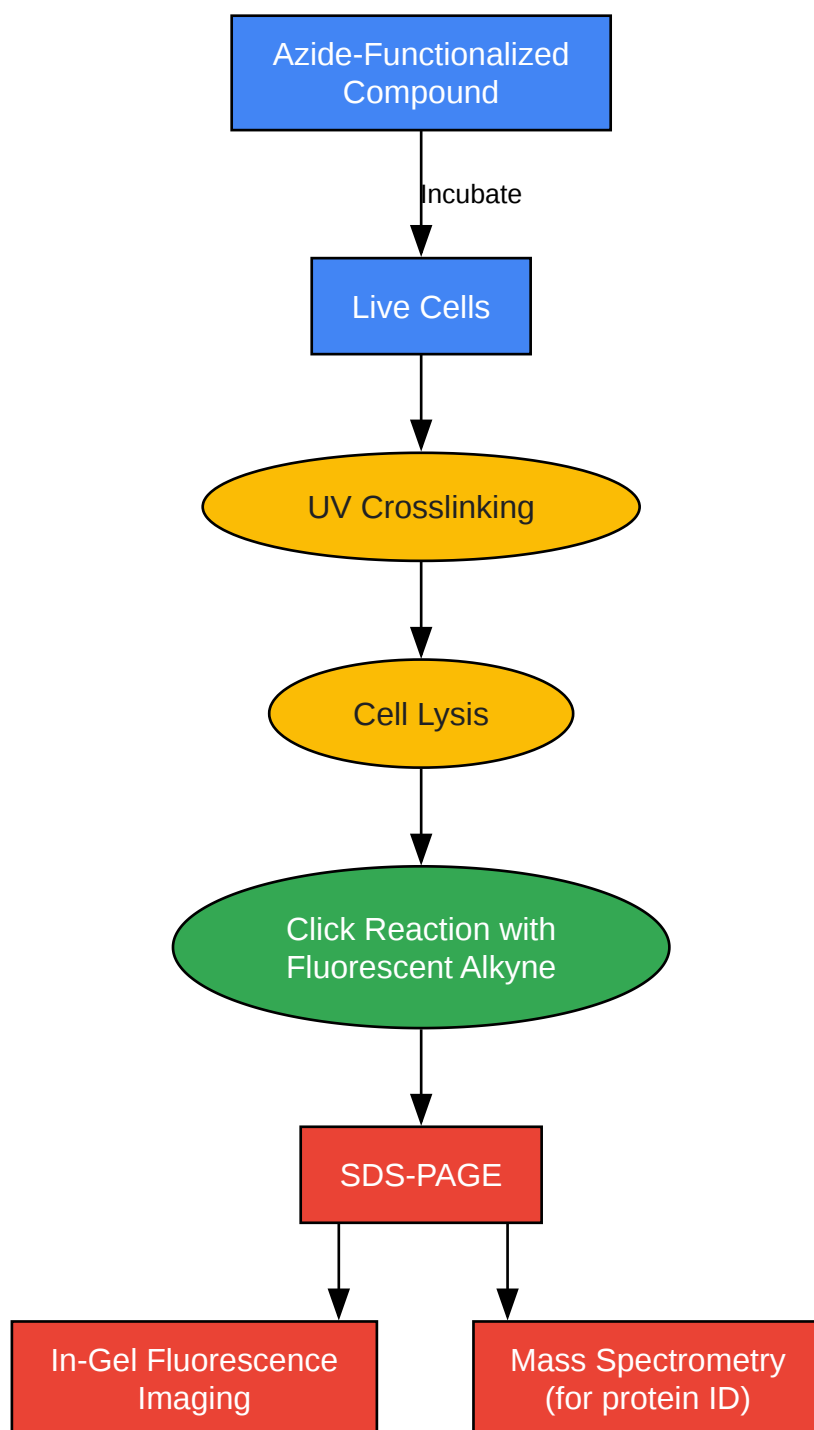 Azide-Functionalized
Compound
Incubate
Live Cells
UV Crosslinking
Cell Lysis
Click Reaction with
Fluorescent Alkyne
SDS-PAGE
In-Gel Fluorescence
Imaging
Mass Spectrometry
(for protein ID)